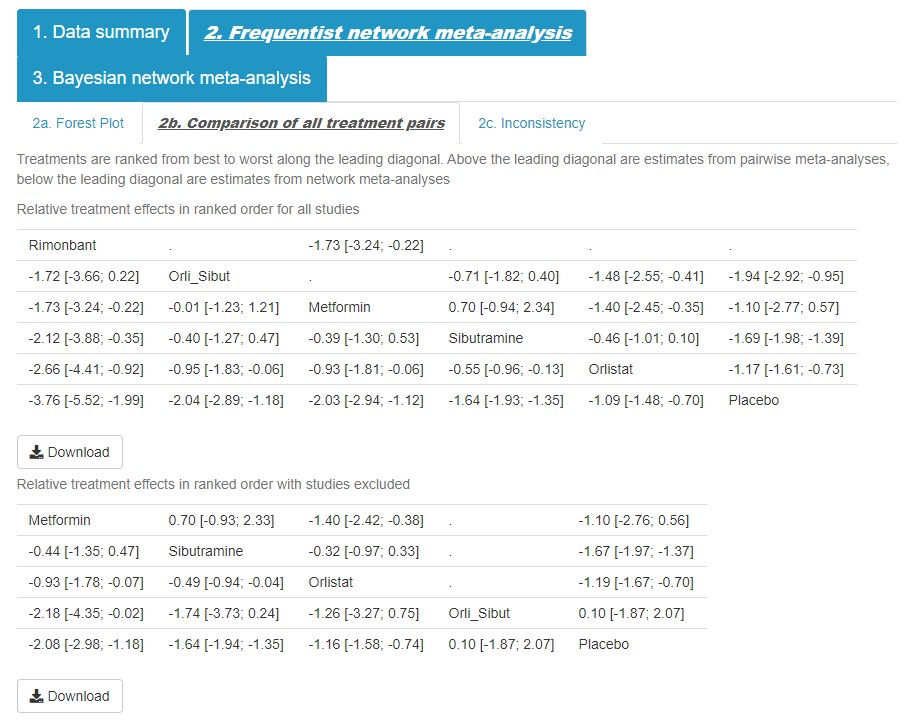 1. Data summary
2. Frequentist network meta-analysis
3. Bayesian network meta-analysis
2a. Forest Plot 2b. Comparison of all treatment pairs 2c. Inconsistency
Treatments are ranked from best to worst along the leading diagonal. Above the leading diagonal are estimates from pairwise meta-analyses,
below the leading diagonal are estimates from network meta-analyses
Relative treatment effects in ranked order for all studies
Rimonbant . -1.73 [-3.24; -0.22] . . .
-1.72 [-3.66; 0.22] Orli_Sibut . -0.71 [-1.82; 0.40] -1.48 [-2.55; -0.41] -1.94 [-2.92; -0.95]
-1.73 [-3.24; -0.22] -0.01 [-1.23; 1.21] Metformin 0.70 [-0.94; 2.34] -1.40 [-2.45; -0.35] -1.10 [-2.77; 0.57]
-2.12 [-3.88; -0.35] -0.40 [-1.27; 0.47] -0.39 [-1.30; 0.53] Sibutramine -0.46 [-1.01; 0.10] -1.69 [-1.98; -1.39]
-2.66 [-4.41; -0.92] -0.95 [-1.83; -0.06] -0.93 [-1.81; -0.06] -0.55 [-0.96; -0.13] Orlistat -1.17 [-1.61; -0.73]
-3.76 [-5.52; -1.99] -2.04 [-2.89; -1.18] -2.03 [-2.94; -1.12] -1.64 [-1.93; -1.35] -1.09 [-1.48; -0.70] Placebo
Download
Relative treatment effects in ranked order with studies excluded
Metformin 0.70 [-0.93; 2.33] -1.40 [-2.42; -0.38] . -1.10 [-2.76; 0.56]
-0.44 [-1.35; 0.47] Sibutramine -0.32 [-0.97; 0.33] . -1.67 [-1.97; -1.37]
-0.93 [-1.78; -0.07] -0.49 [-0.94; -0.04] Orlistat . -1.19 [-1.67; -0.70]
-2.18 [-4.35; -0.02] -1.74 [-3.73; 0.24] -1.26 [-3.27; 0.75] Orli_Sibut 0.10 [-1.87; 2.07]
-2.08 [-2.98; -1.18] -1.64 [-1.94; -1.35] -1.16 [-1.58; -0.74] 0.10 [-1.87; 2.07] Placebo
Download